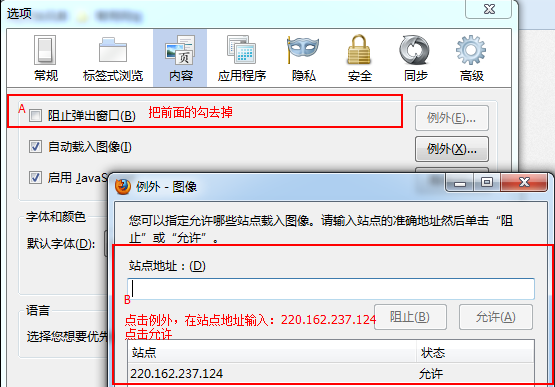 选项
常规 标签式浏览 内容 应用程序 隐私 安全 同步 高级
A 阻止弹出窗口(B) 把前面的勾去掉 例外(E)...
自动载入图像(I) 例外(X)...
启用 JavaS
例外 - 图像
您可以指定允许哪些站点载入图像。请输入站点的准确地址然后单击“阻
止”或“允许”。
字体和颜色
默认字体(D):
站点地址：(D)
B
阻止(B) 允许(A)
点击例外，在站点地址输入：220.162.237.124
点击允许
语言
选择您想要优先
站点 状态
220.162.237.124 允许